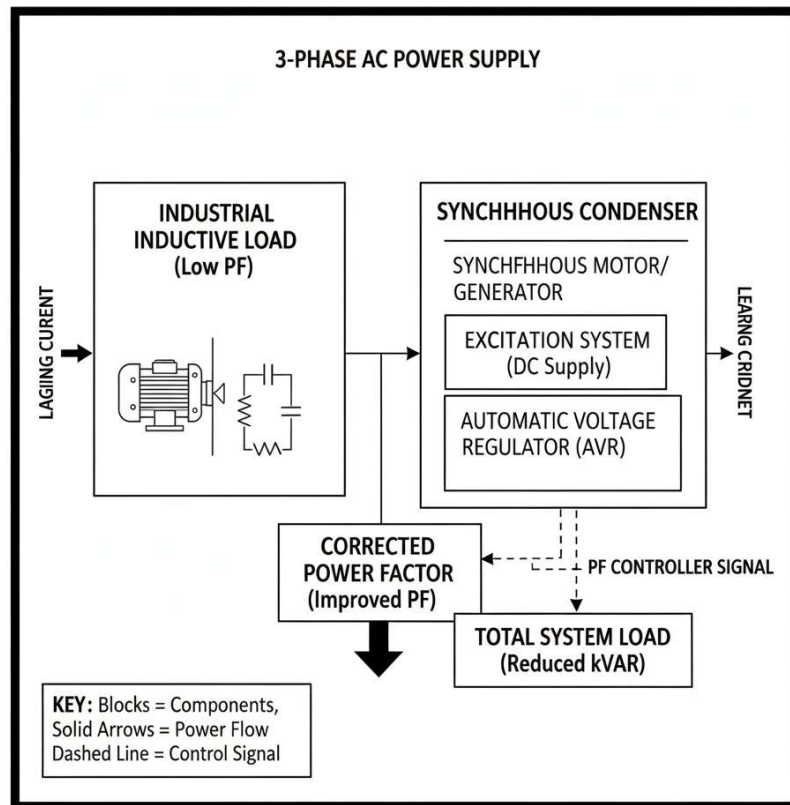 3-PHASE AC POWER SUPPLY
INDUSTRIAL
INDUCTIVE LOAD
(Low PF)
LAGIING CURENT
SYNCHHHOUS CONDENSER
SYNCHFHHOUS MOTOR/
GENERATOR
EXCITATION SYSTEM
(DC Supply)
AUTOMATIC VOLTAGE
REGULATOR (AVR)
LEARNG CRIDNET
CORRECTED
POWER FACTOR
(Improved PF)
PF CONTROLLER SIGNAL
TOTAL SYSTEM LOAD
(Reduced kVAR)
KEY: Blocks = Components,
Solid Arrows = Power Flow
Dashed Line = Control Signal